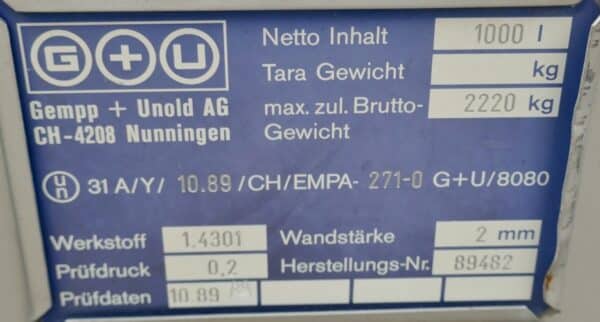 G+U
Gempp + Unold AG
CH-4208 Nunningen
Netto Inhalt 1000 l
Tara Gewicht kg
max. zul. Brutto-Gewicht 2220 kg
un 31 A/Y/ 10.89 /CH/EMPA- 271-0 G+U/8080
Werkstoff 1.4301 Wandstärke 2 mm
Prüfdruck 0,2 Herstellungs-Nr. 89482
Prüfdaten 10.89